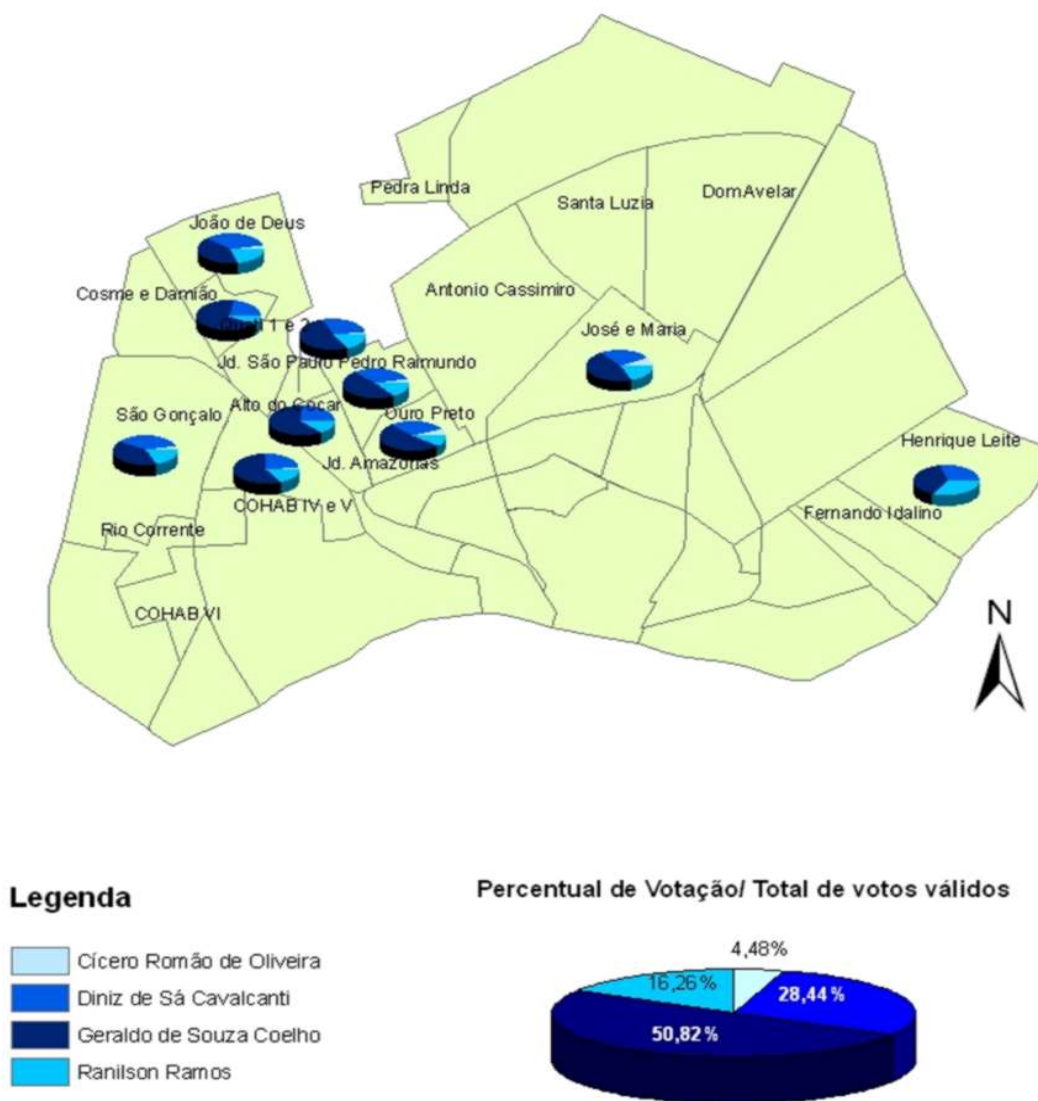 Pedra Linda
Santa Luzia
DomAvelar
João de Deus
Cosme e Damião
Antonio Cassimiro
1 e 2
José e Maria
Jd. São Paulo Pedro Raimundo
São Gonçalo
Alto do Cocar
Ouro Preto
Jd. Amazonas
Henrique Leite
COHAB IV e V
Fernando Idalino
Rio Corrente
COHAB VI
N
Legenda
Cícero Romão de Oliveira
Diniz de Sá Cavalcanti
Geraldo de Souza Coelho
Ranilson Ramos
Percentual de Votação/ Total de votos válidos
4,48%
16,26%
28,44%
50,82%